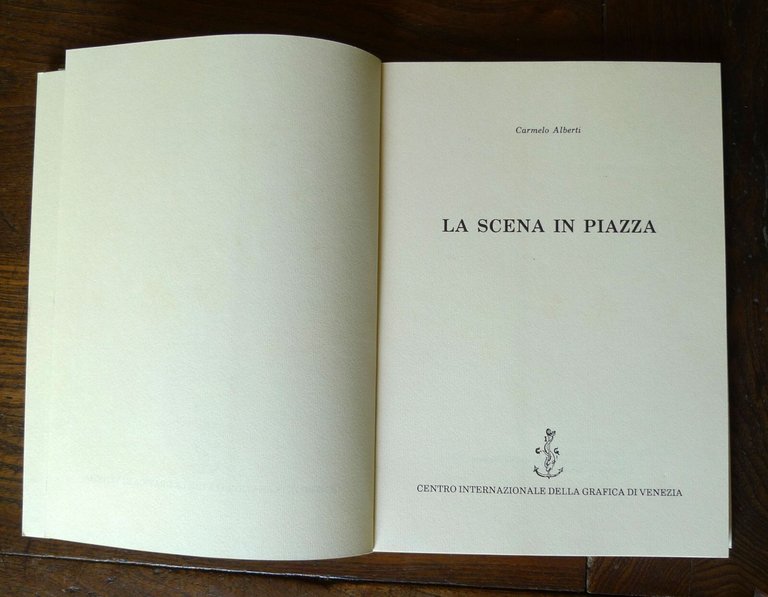 Carmelo Alberti
LA SCENA IN PIAZZA
CENTRO INTERNAZIONALE DELLA GRAFICA DI VENEZIA